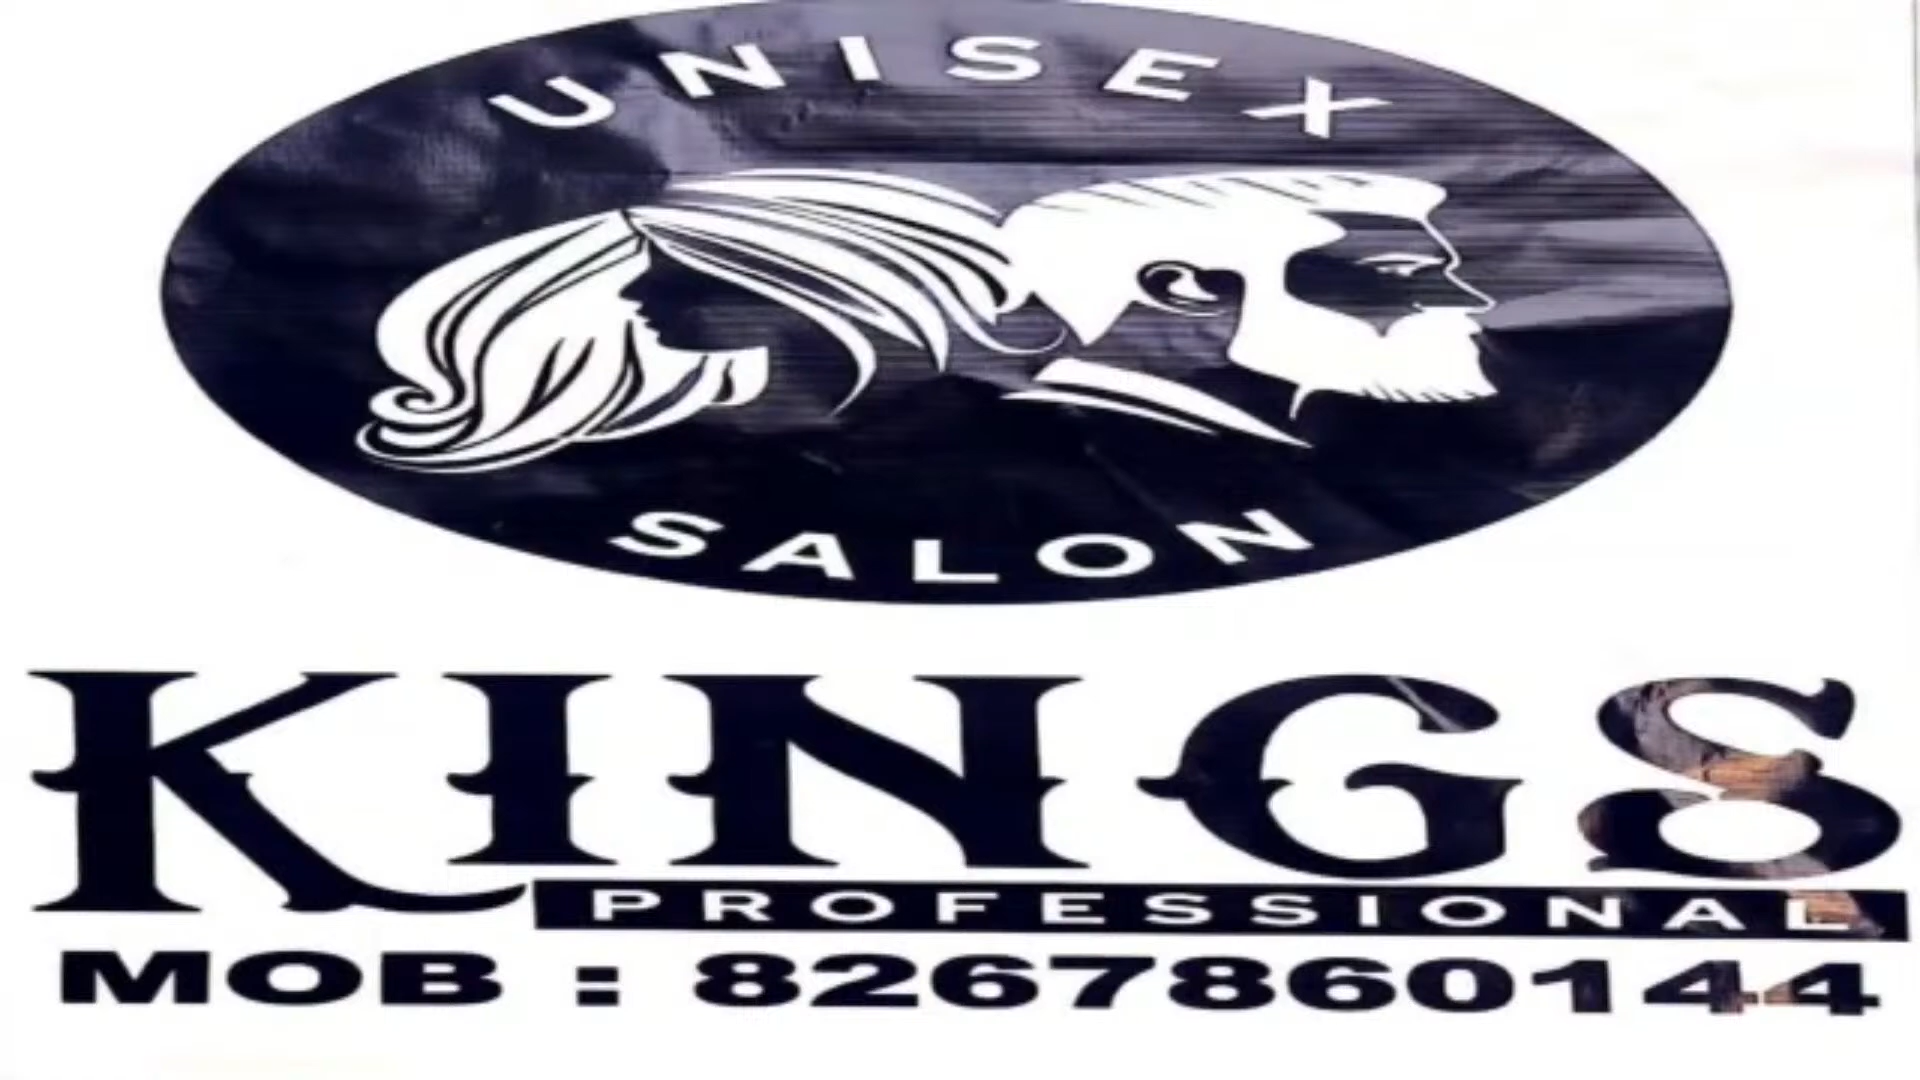 UNISEX
SALON
KINGS
PROFESSIONAL
MOB : 8267860144